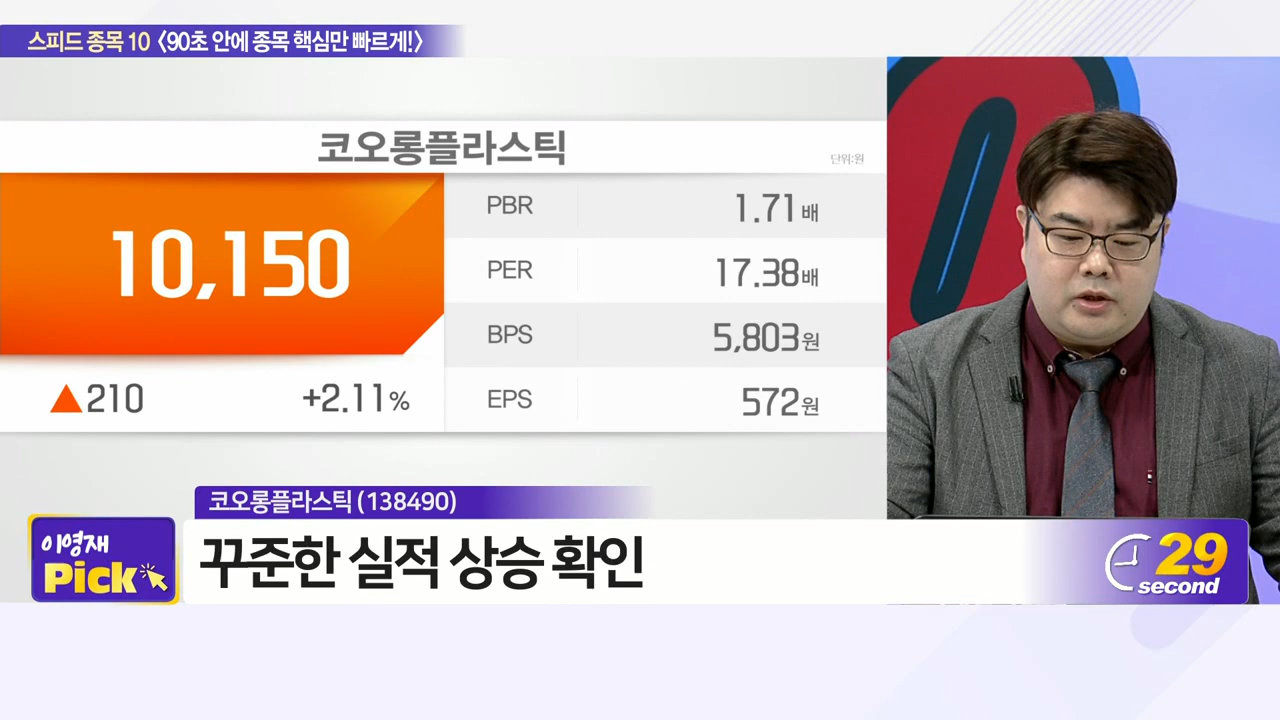 스피드 종목 10 〈90초 안에 종목 핵심만 빠르게!〉
코오롱플라스틱
단위:원
10,150
▲210 +2.11%
PBR 1.71배
PER 17.38배
BPS 5,803원
EPS 572원
코오롱플라스틱 (138490)
이영재
Pick
꾸준한 실적 상승 확인
29
second